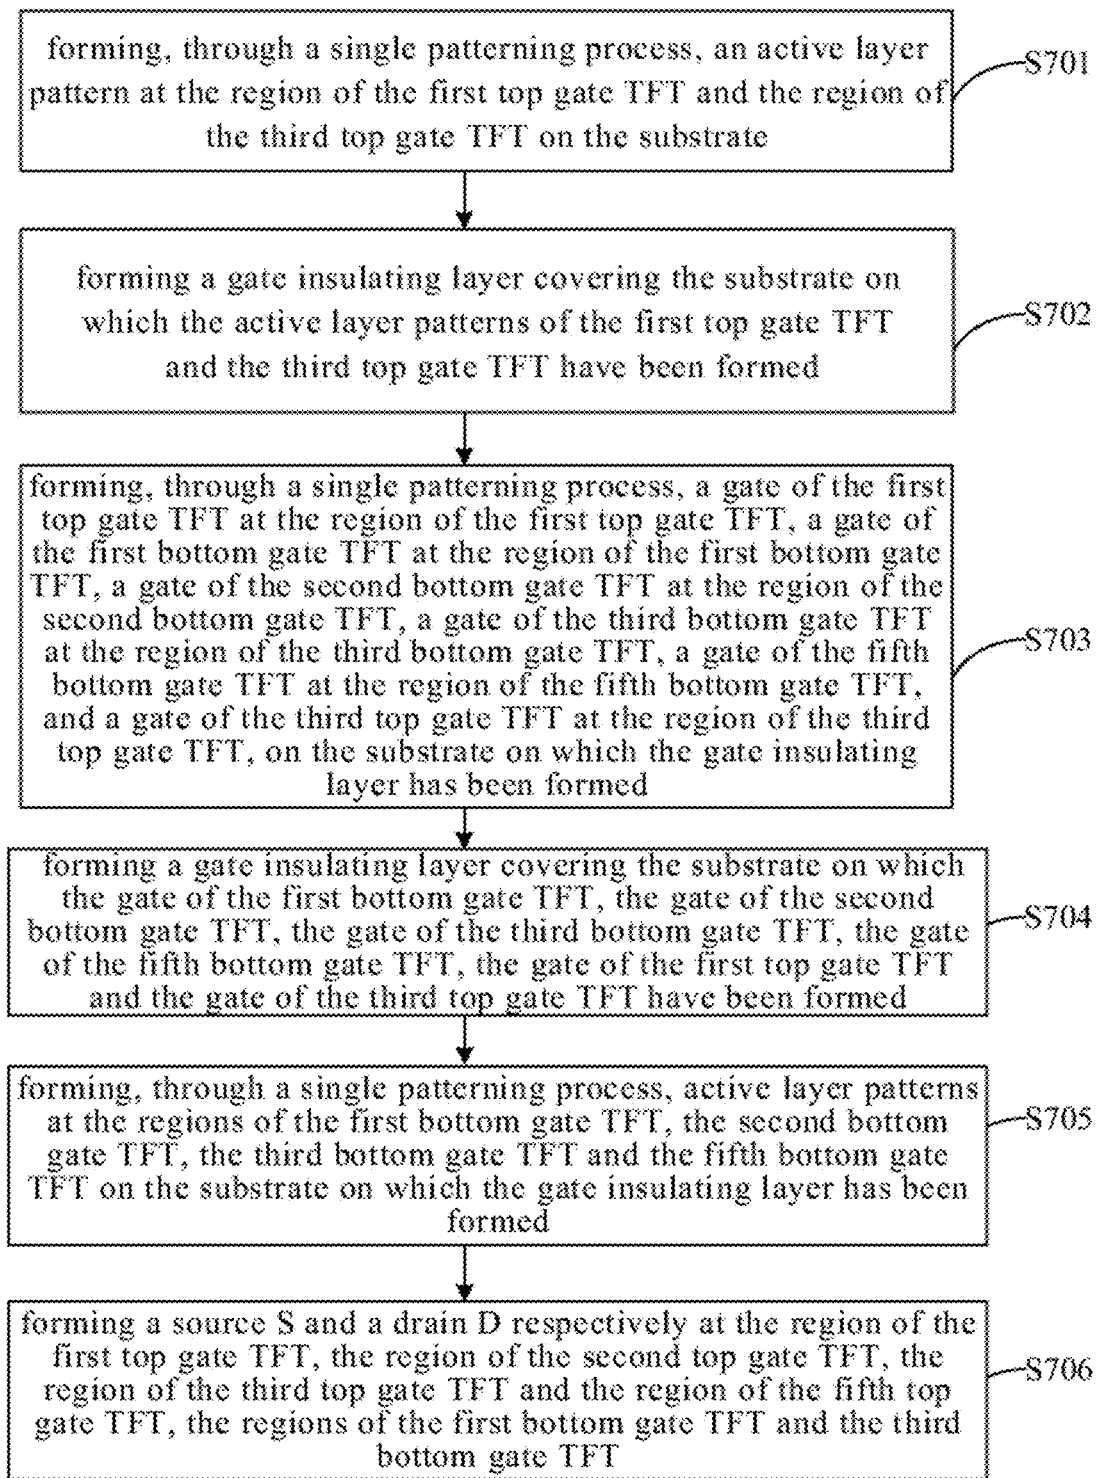 forming, through a single patterning process, an active layer
pattern at the region of the first top gate TFT and the region of
the third top gate TFT on the substrate
S701
forming a gate insulating layer covering the substrate on
which the active layer patterns of the first top gate TFT
and the third top gate TFT have been formed
S702
forming, through a single patterning process, a gate of the first
top gate TFT at the region of the first top gate TFT, a gate of
the first bottom gate TFT at the region of the first bottom gate
TFT, a gate of the second bottom gate TFT at the region of the
second bottom gate TFT, a gate of the third bottom gate TFT
at the region of the third bottom gate TFT, a gate of the fifth
bottom gate TFT at the region of the fifth bottom gate TFT,
and a gate of the third top gate TFT at the region of the third
top gate TFT, on the substrate on which the gate insulating
layer has been formed
S703
forming a gate insulating layer covering the substrate on which
the gate of the first bottom gate TFT, the gate of the second
bottom gate TFT, the gate of the third bottom gate TFT, the gate
of the fifth bottom gate TFT, the gate of the first top gate TFT
and the gate of the third top gate TFT have been formed
S704
forming, through a single patterning process, active layer patterns
at the regions of the first bottom gate TFT, the second bottom
gate TFT, the third bottom gate TFT and the fifth bottom gate
TFT on the substrate on which the gate insulating layer has been
formed
S705
forming a source S and a drain D respectively at the region of the
first top gate TFT, the region of the second top gate TFT, the
region of the third top gate TFT and the region of the fifth top
gate TFT, the regions of the first bottom gate TFT and the third
bottom gate TFT
S706